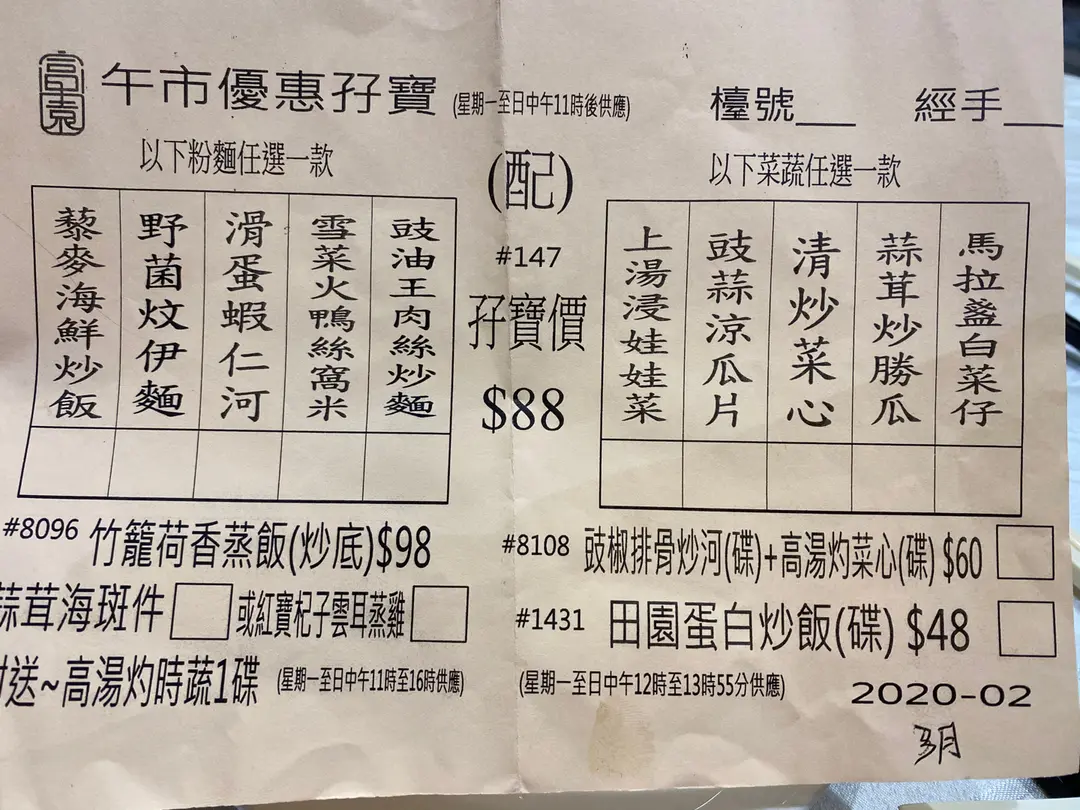 富園
午市優惠孖寶 (星期一至日中午11時後供應)
檯號___ 經手___
以下粉麵任選一款
(配)
以下菜蔬任選一款
藜麥海鮮炒飯
野菌炆伊麵
滑蛋蝦仁河
雪菜火鴨絲窩米
豉油王肉絲炒麵
#147
孖寶價
$88
上湯浸娃娃菜
豉蒜涼瓜片
清炒菜心
蒜茸炒勝瓜
馬拉盞白菜仔
#8096 竹籠荷香蒸飯(炒底)$98
蒜茸海斑件 或紅寶杞子雲耳蒸雞
附送~高湯灼時蔬1碟 (星期一至日中午11時至16時供應)
#8108 豉椒排骨炒河(碟)+高湯灼菜心(碟) $60
#1431 田園蛋白炒飯(碟) $48
(星期一至日中午12時至13時55分供應)
2020-02
3月